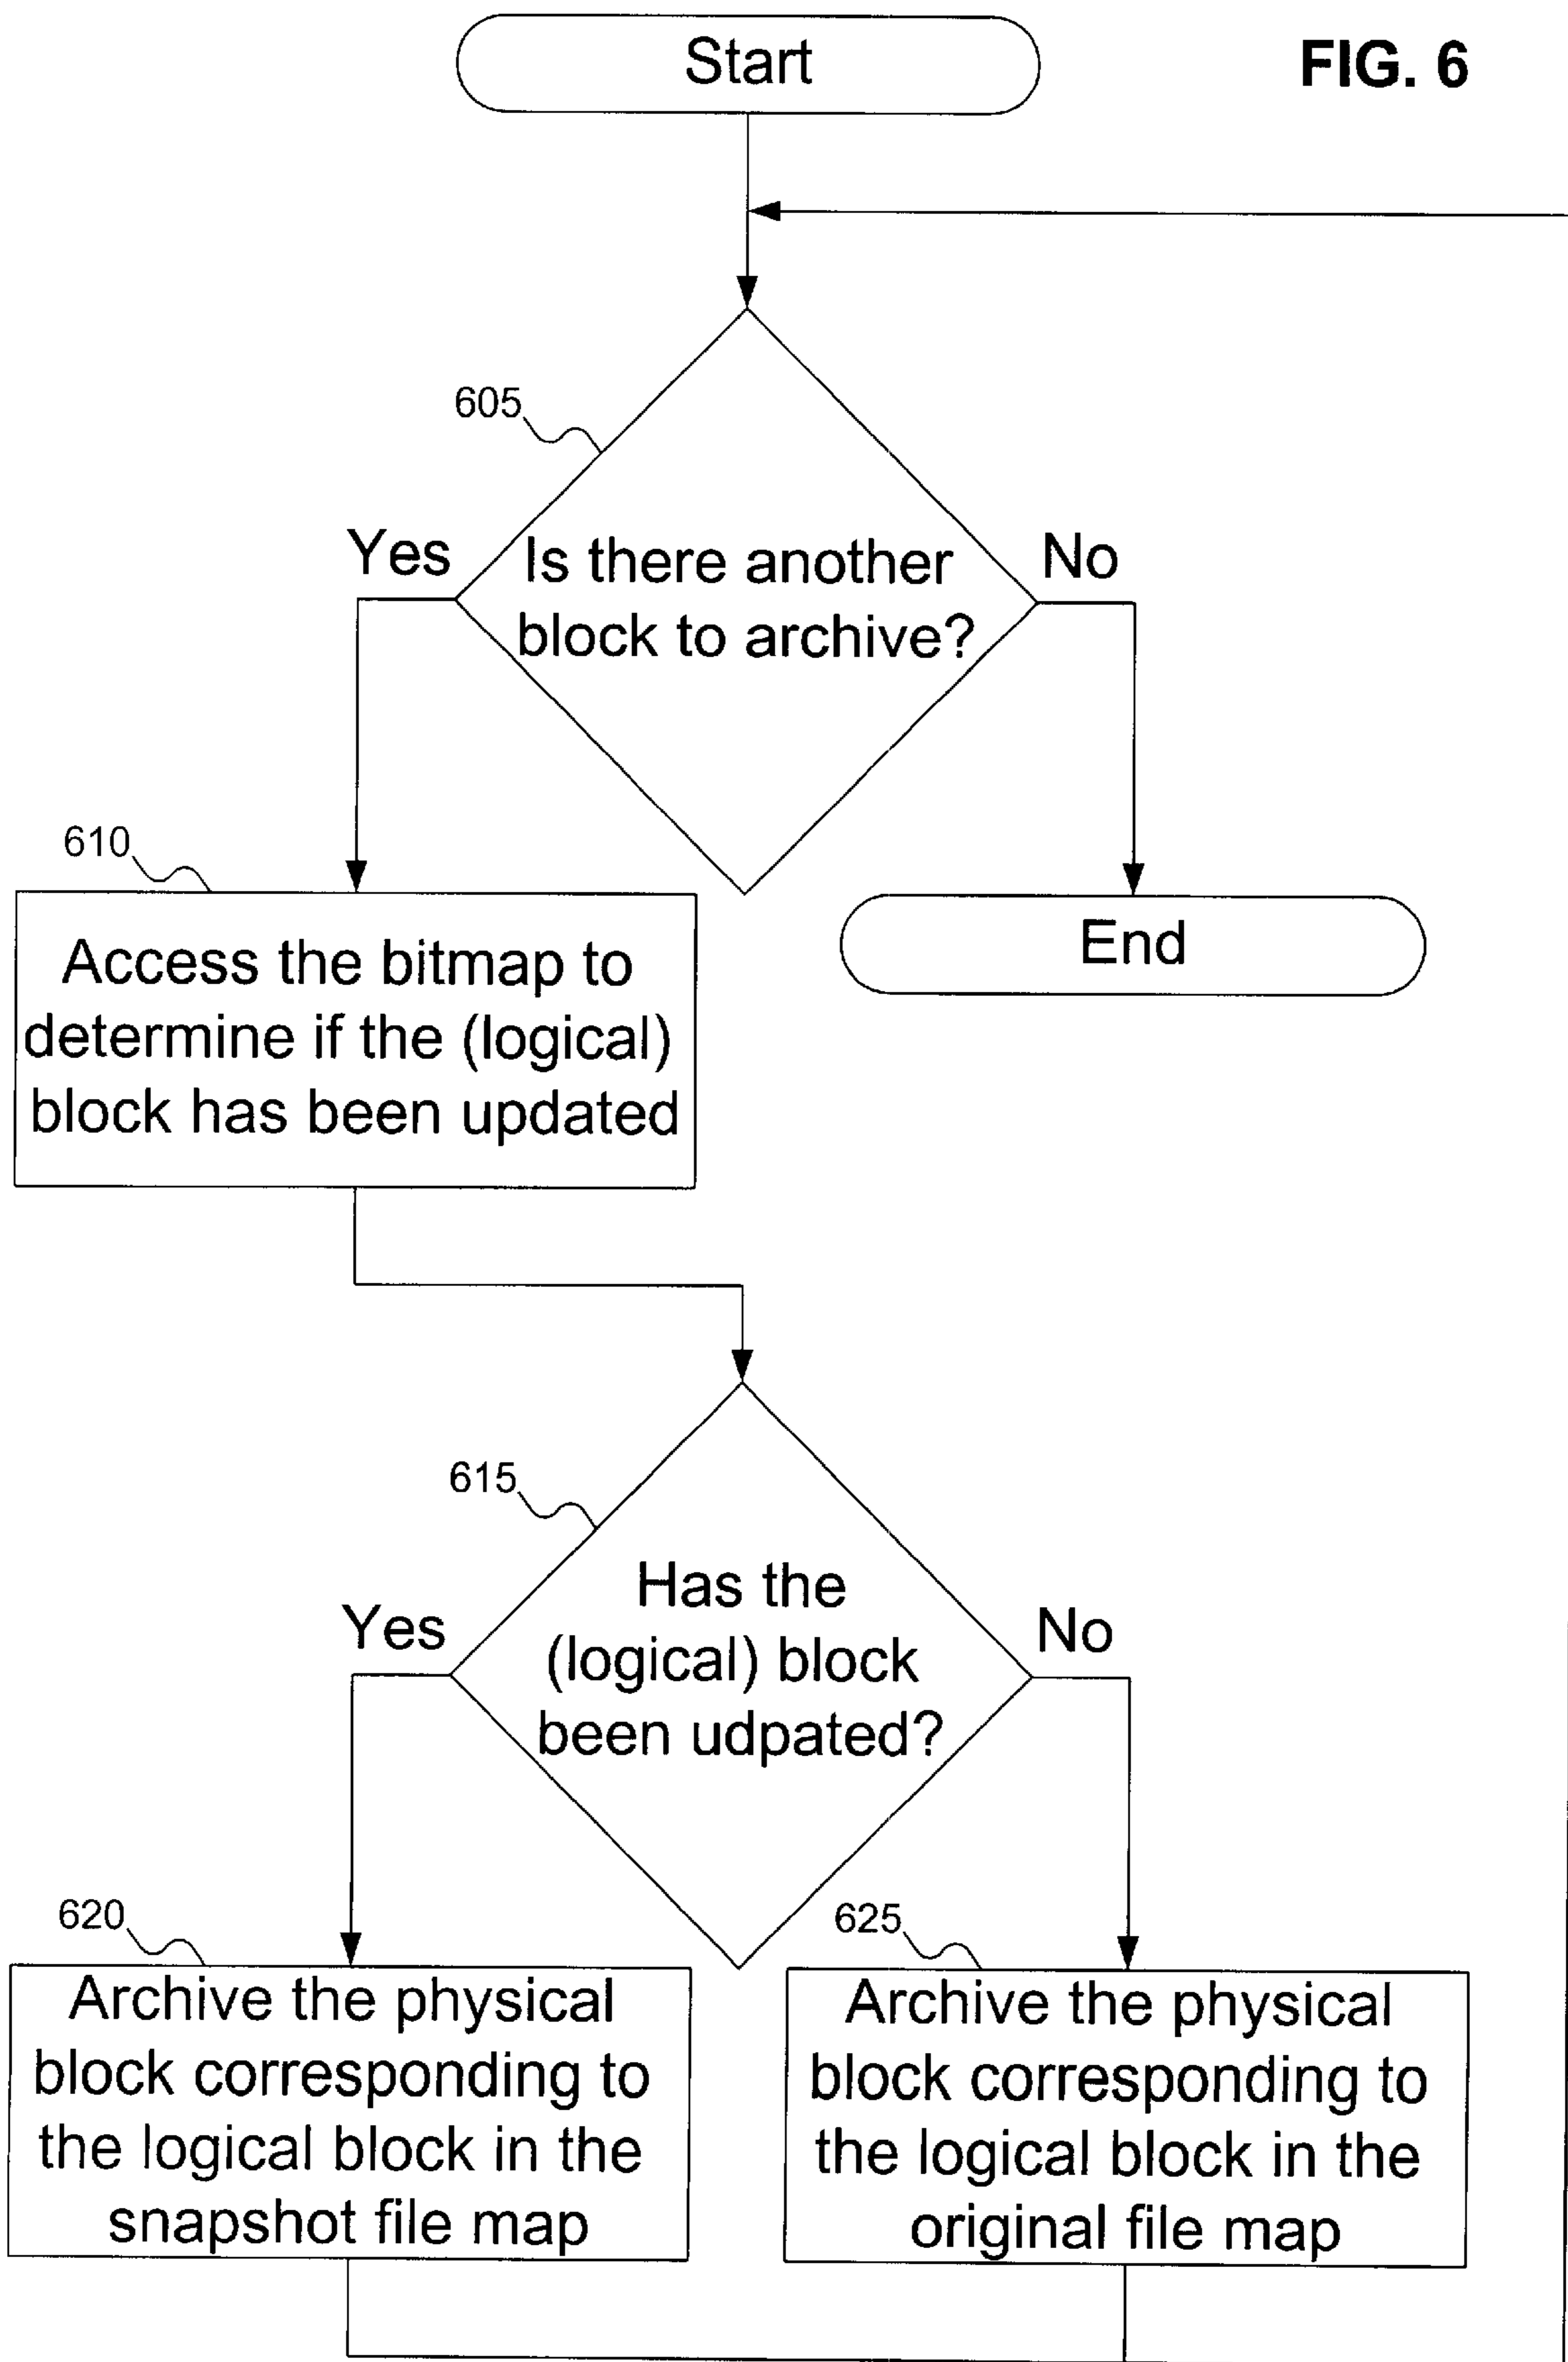 Start
FIG. 6
605
Yes
Is there another
block to archive?
No
610
Access the bitmap to
determine if the (logical)
block has been updated
End
615
Yes
Has the
(logical) block
been udpated?
No
620
Archive the physical
block corresponding to
the logical block in the
snapshot file map
625
Archive the physical
block corresponding to
the logical block in the
original file map